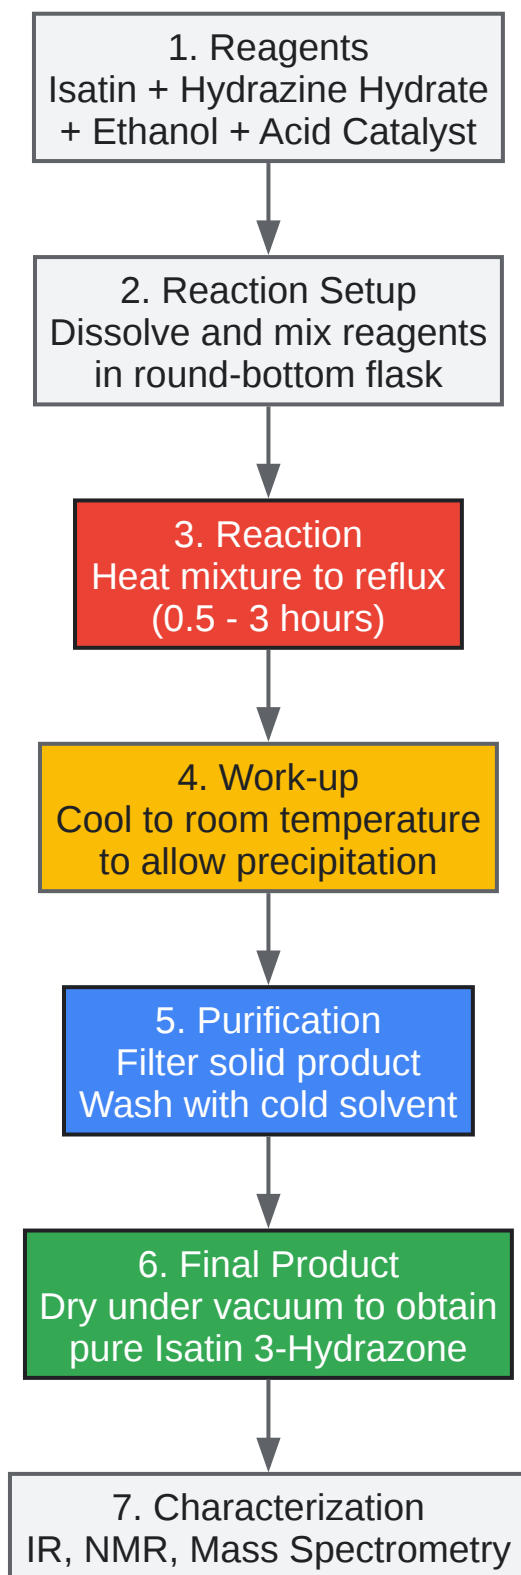 1. Reagents
Isatin + Hydrazine Hydrate
+ Ethanol + Acid Catalyst
2. Reaction Setup
Dissolve and mix reagents
in round-bottom flask
3. Reaction
Heat mixture to reflux
(0.5 - 3 hours)
4. Work-up
Cool to room temperature
to allow precipitation
5. Purification
Filter solid product
Wash with cold solvent
6. Final Product
Dry under vacuum to obtain
pure Isatin 3-Hydrazone
7. Characterization
IR, NMR, Mass Spectrometry